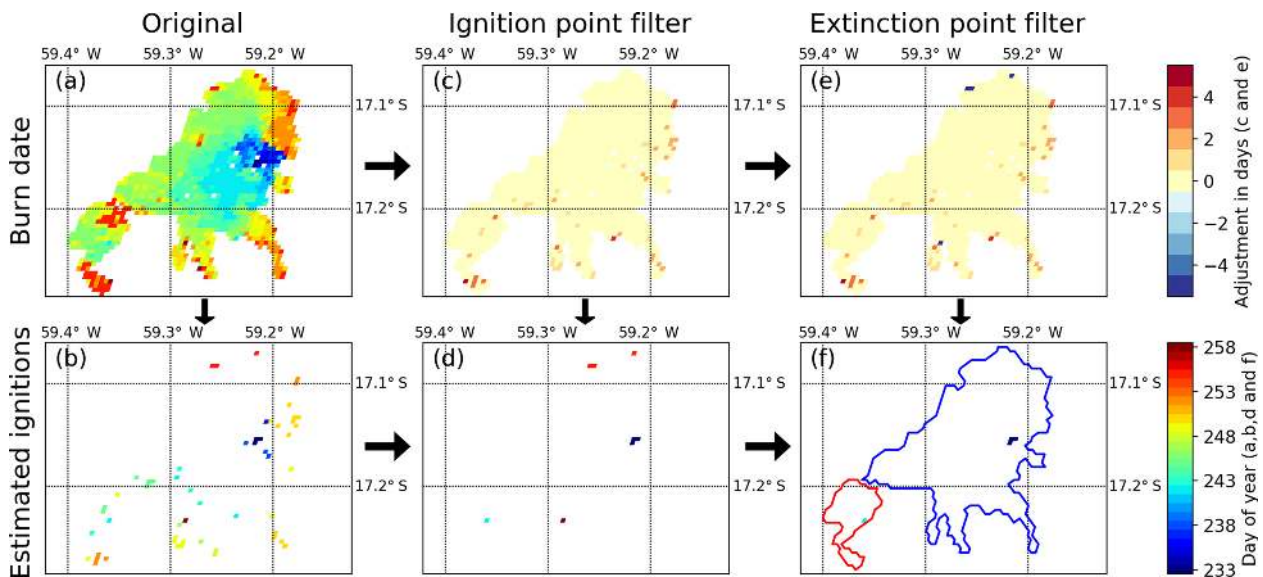 Original
Ignition point filter
Extinction point filter
59.4° W 59.3° W 59.2° W
59.4° W 59.3° W 59.2° W
59.4° W 59.3° W 59.2° W
(a)
(c)
(e)
17.1°S
17.1°S
17.1°S
17.2°S
17.2°S
17.2°S
Burn date
4
2
0
−2
−4
Adjustment in days (c and e)
59.4° W 59.3° W 59.2° W
59.4° W 59.3° W 59.2° W
59.4° W 59.3° W 59.2° W
(b)
(d)
(f)
17.1°S
17.1°S
17.1°S
17.2°S
17.2°S
17.2°S
Estimated ignitions
258
253
248
243
238
233
Day of year (a,b,d and f)